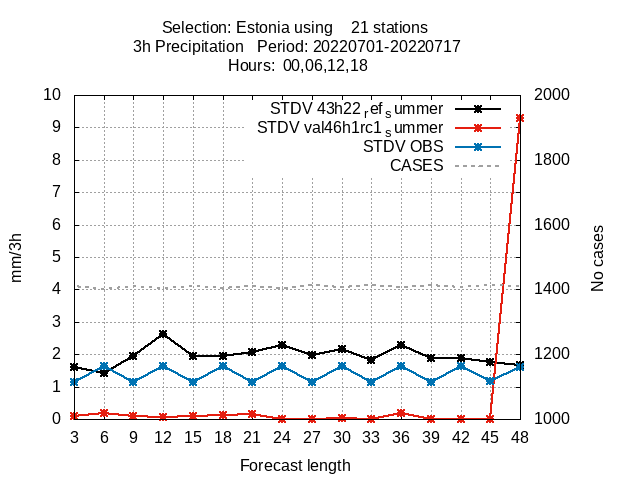 Selection: Estonia using    21 stations
3h Precipitation   Period: 20220701-20220717
Hours: 00,06,12,18
STDV 43h22_ref_summer
STDV val46h1rc1_summer
STDV OBS
CASES
10
9
8
7
6
5
4
3
2
1
0
mm/3h
2000
1800
1600
1400
1200
1000
No cases
3 6 9 12 15 18 21 24 27 30 33 36 39 42 45 48
Forecast length